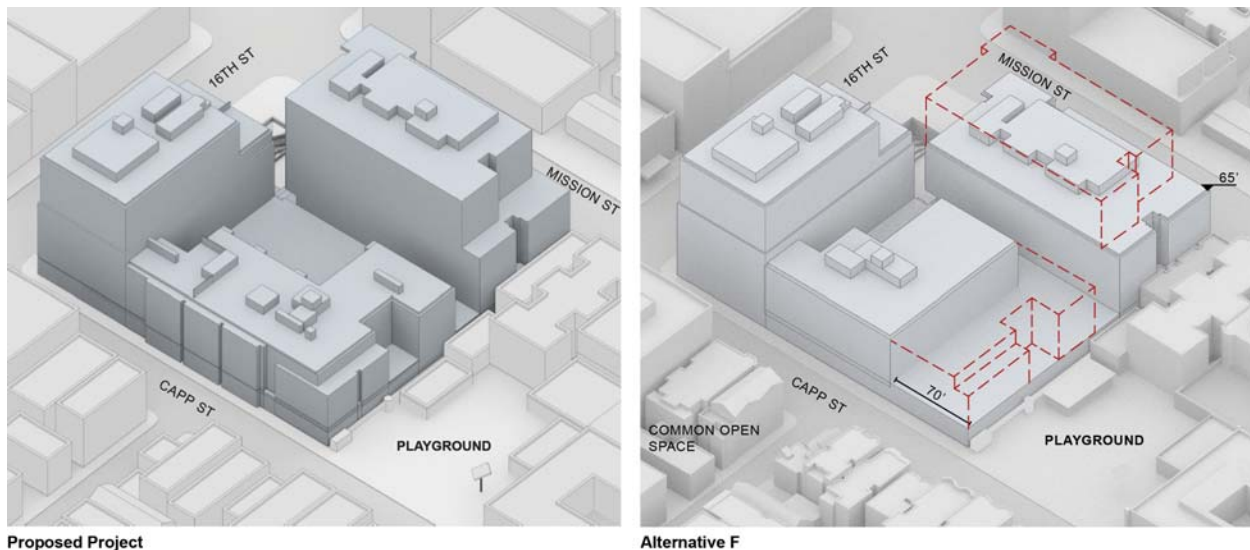 16TH ST
MISSION ST
CAPP ST
PLAYGROUND
Proposed Project
16TH ST
MISSION ST
65'
70'
CAPP ST
COMMON OPEN
SPACE
PLAYGROUND
Alternative F